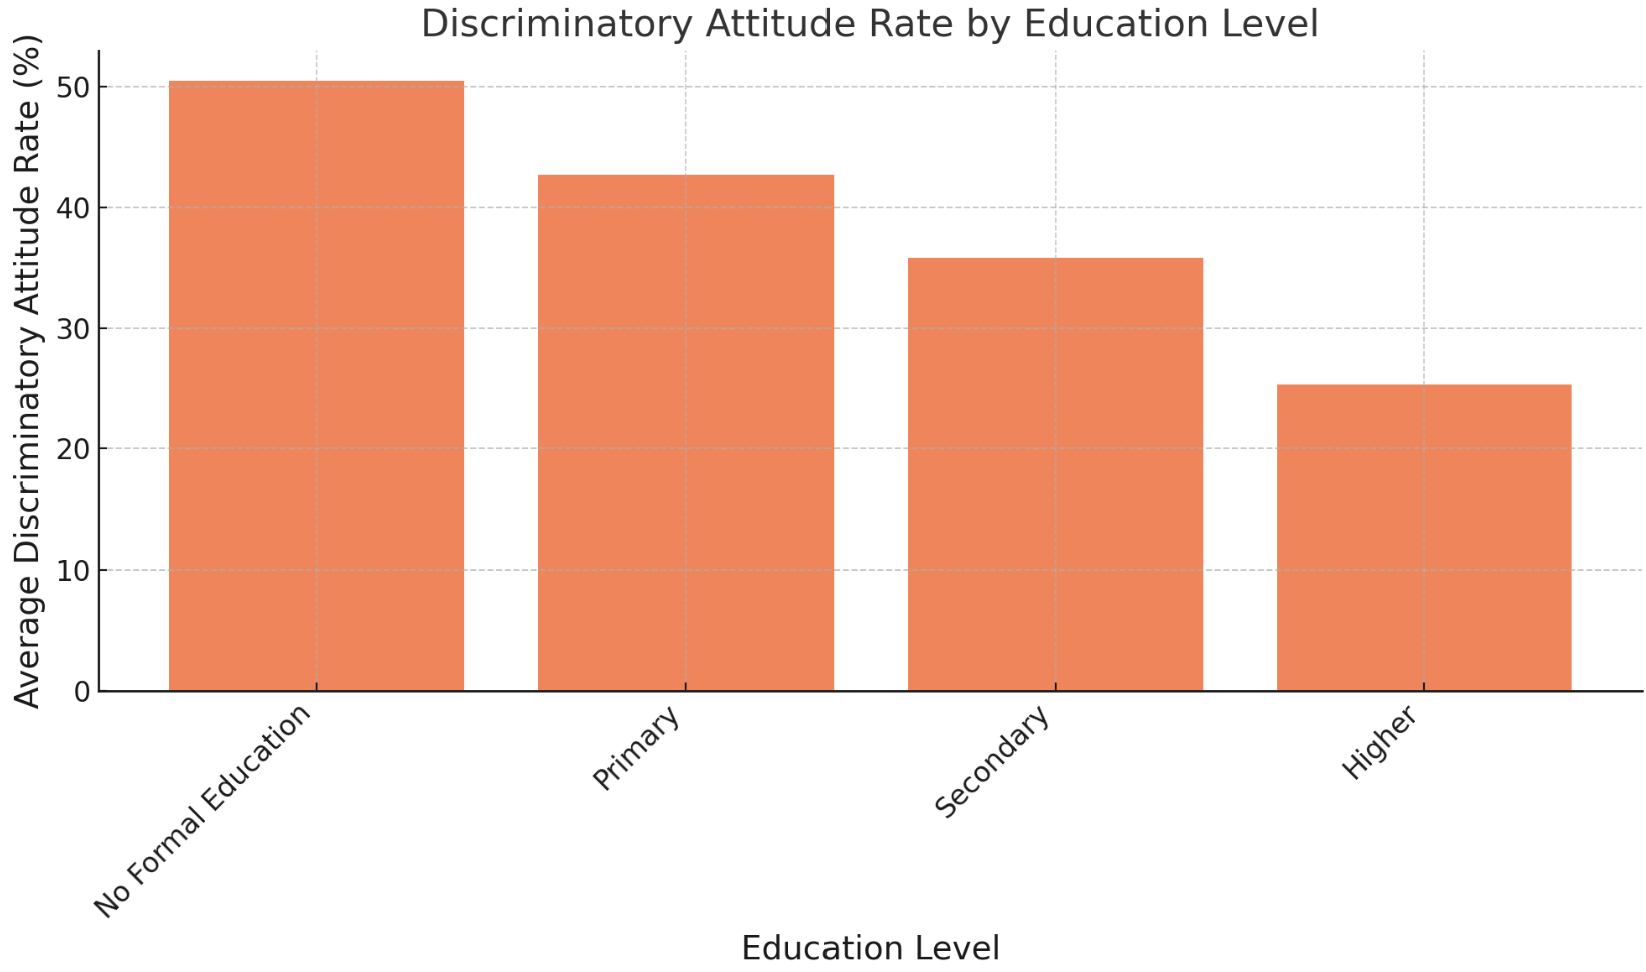 Discriminatory Attitude Rate by Education Level
Average Discriminatory Attitude Rate (%)
50
40
30
20
10
0
No Formal Education
Primary
Secondary
Higher
Education Level